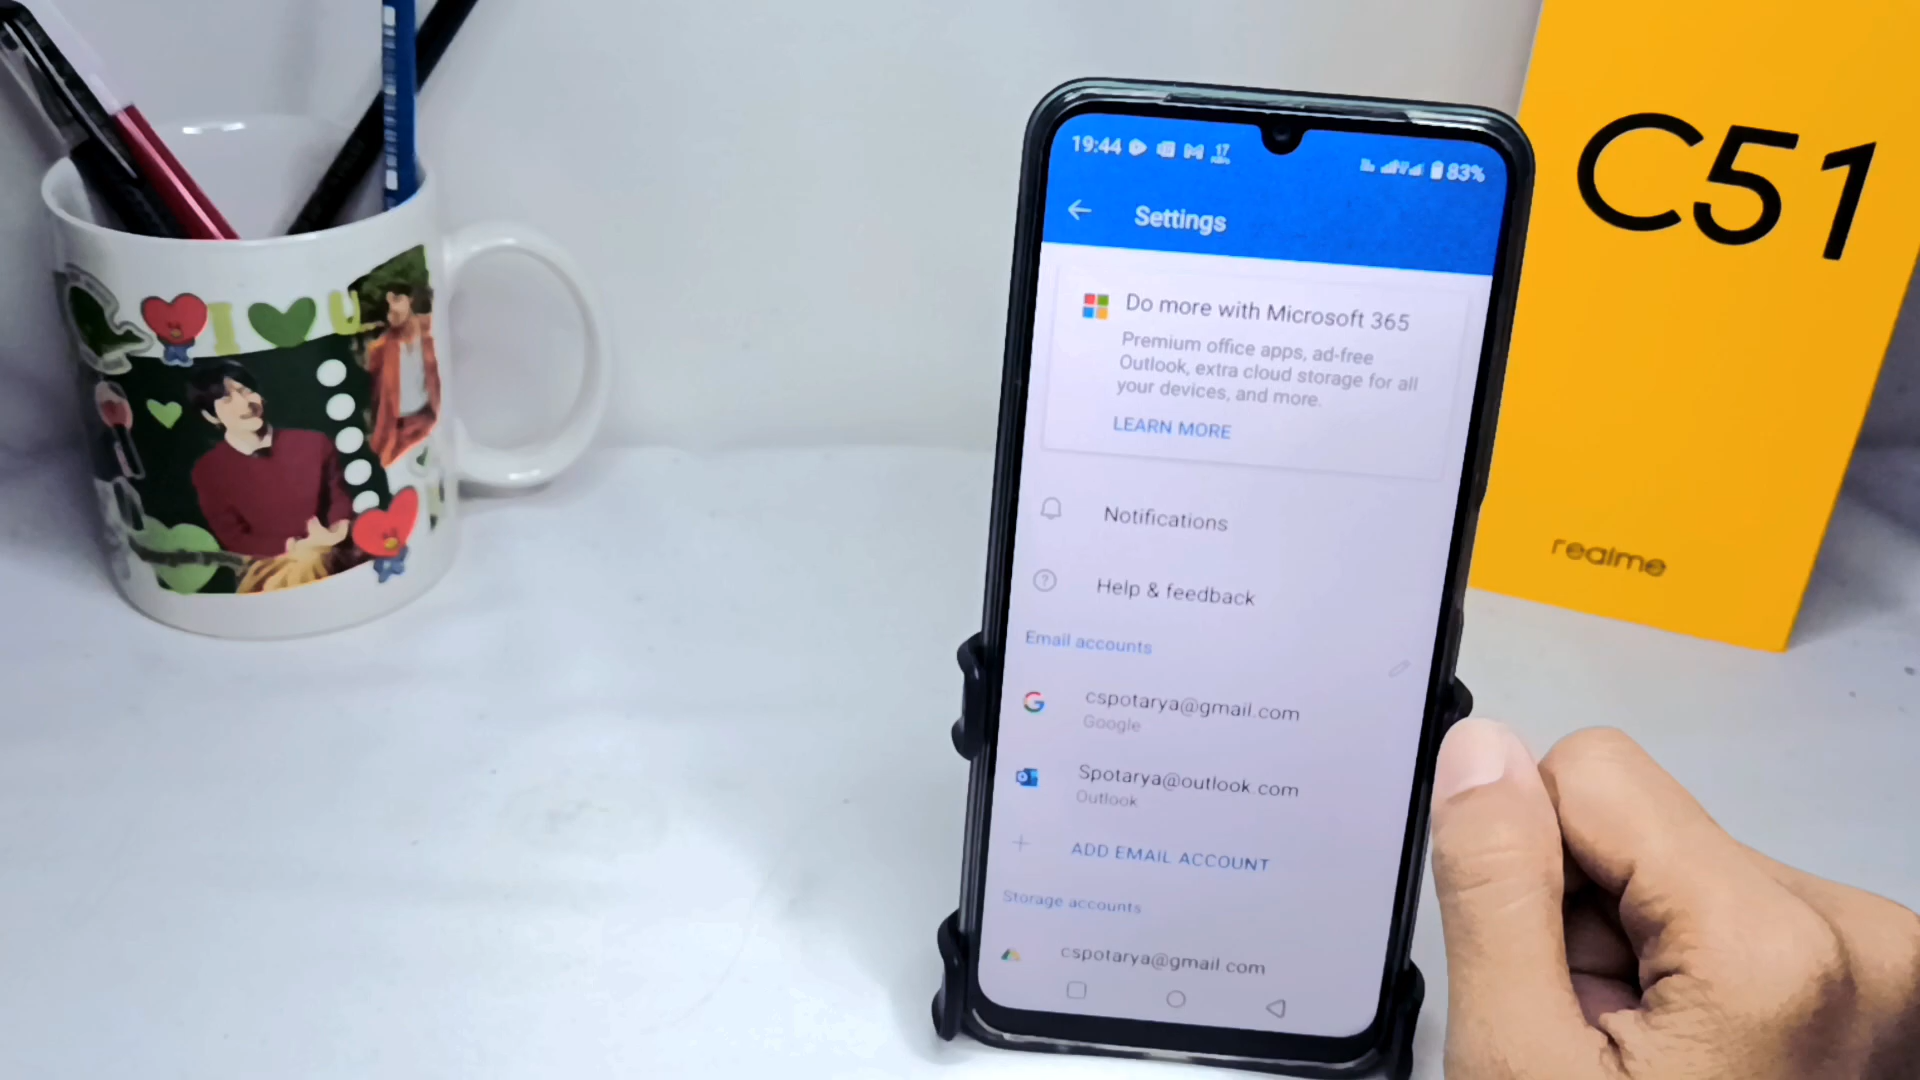 I U
19:44 17 83%
Settings
Do more with Microsoft 365
Premium office apps, ad-free
Outlook, extra cloud storage for all
your devices, and more.
LEARN MORE
Notifications
Help & feedback
Email accounts
cspotarya@gmail.com
Google
Spotarya@outlook.com
Outlook
ADD EMAIL ACCOUNT
Storage accounts
cspotarya@gmail.com
C51
realme